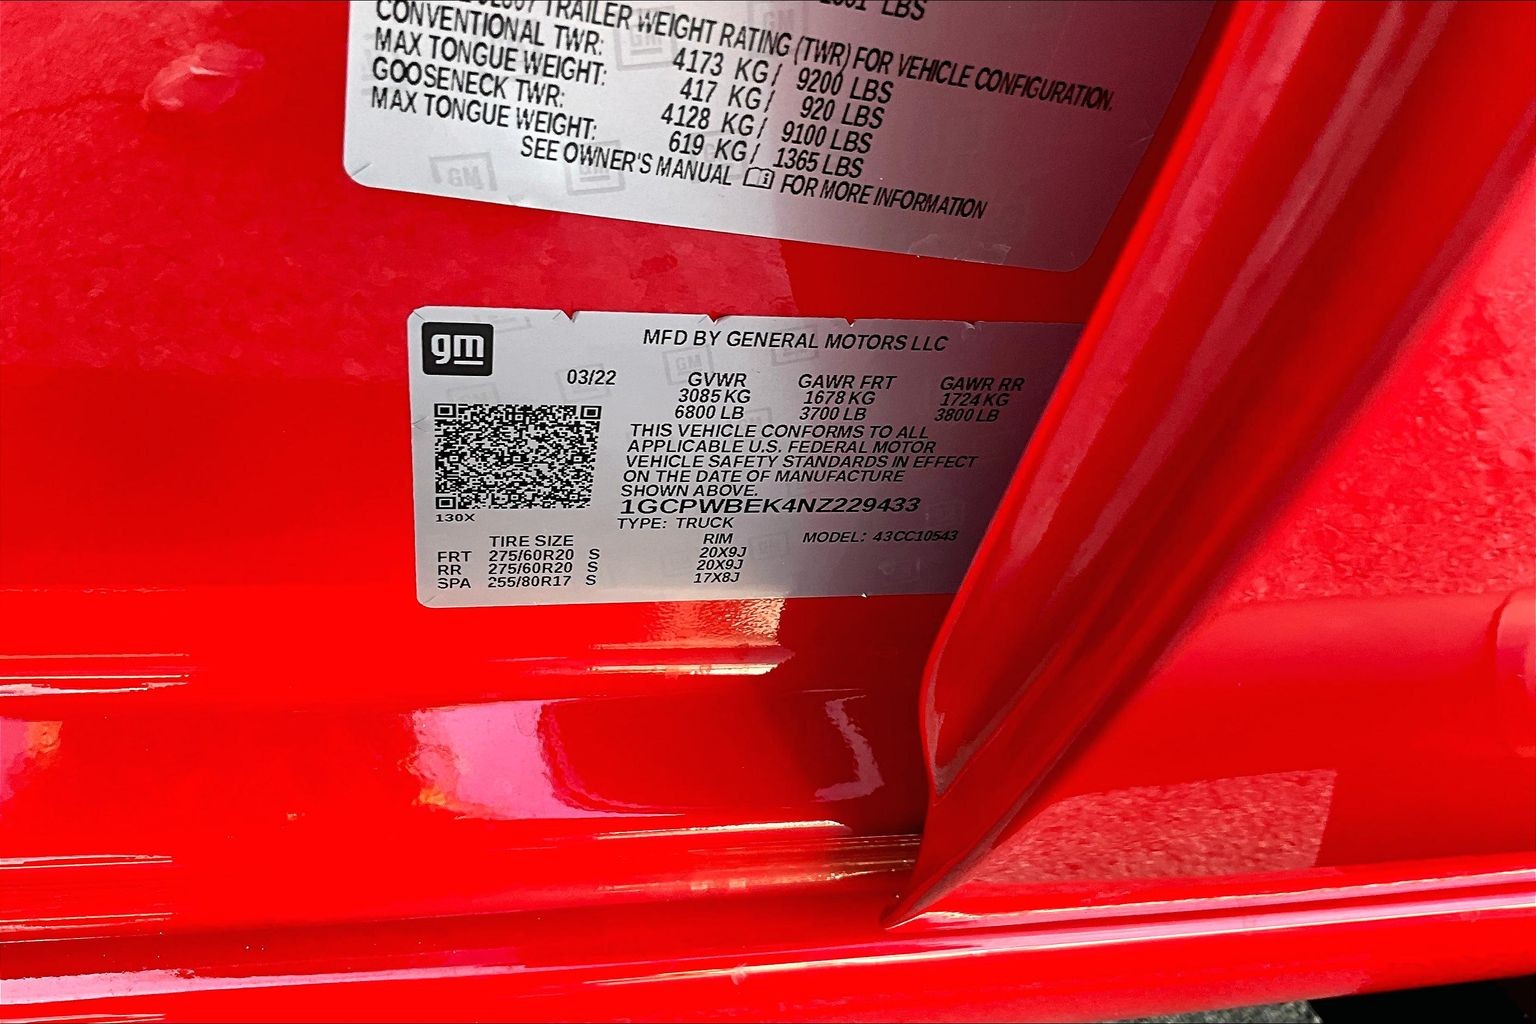 TRAILER WEIGHT RATING (TWR) FOR VEHICLE CONFIGURATION.
CONVENTIONAL TWR: 4173 KG/ 9200 LBS
MAX TONGUE WEIGHT: 417 KG/ 920 LBS
GOOSENECK TWR: 4128 KG/ 9100 LBS
MAX TONGUE WEIGHT: 619 KG/ 1365 LBS
SEE OWNER'S MANUAL FOR MORE INFORMATION
gm
MFD BY GENERAL MOTORS LLC
03/22 GVWR GAWR FRT GAWR RR
3085 KG 1678 KG 1724 KG
6800 LB 3700 LB 3800 LB
THIS VEHICLE CONFORMS TO ALL
APPLICABLE U.S. FEDERAL MOTOR
VEHICLE SAFETY STANDARDS IN EFFECT
ON THE DATE OF MANUFACTURE
SHOWN ABOVE.
1GCPWBEK4NZ229433
130X
TYPE: TRUCK
TIRE SIZE RIM MODEL: 43CC10543
FRT 275/60R20 S 20X9J
RR 275/60R20 S 20X9J
SPA 255/80R17 S 17X8J